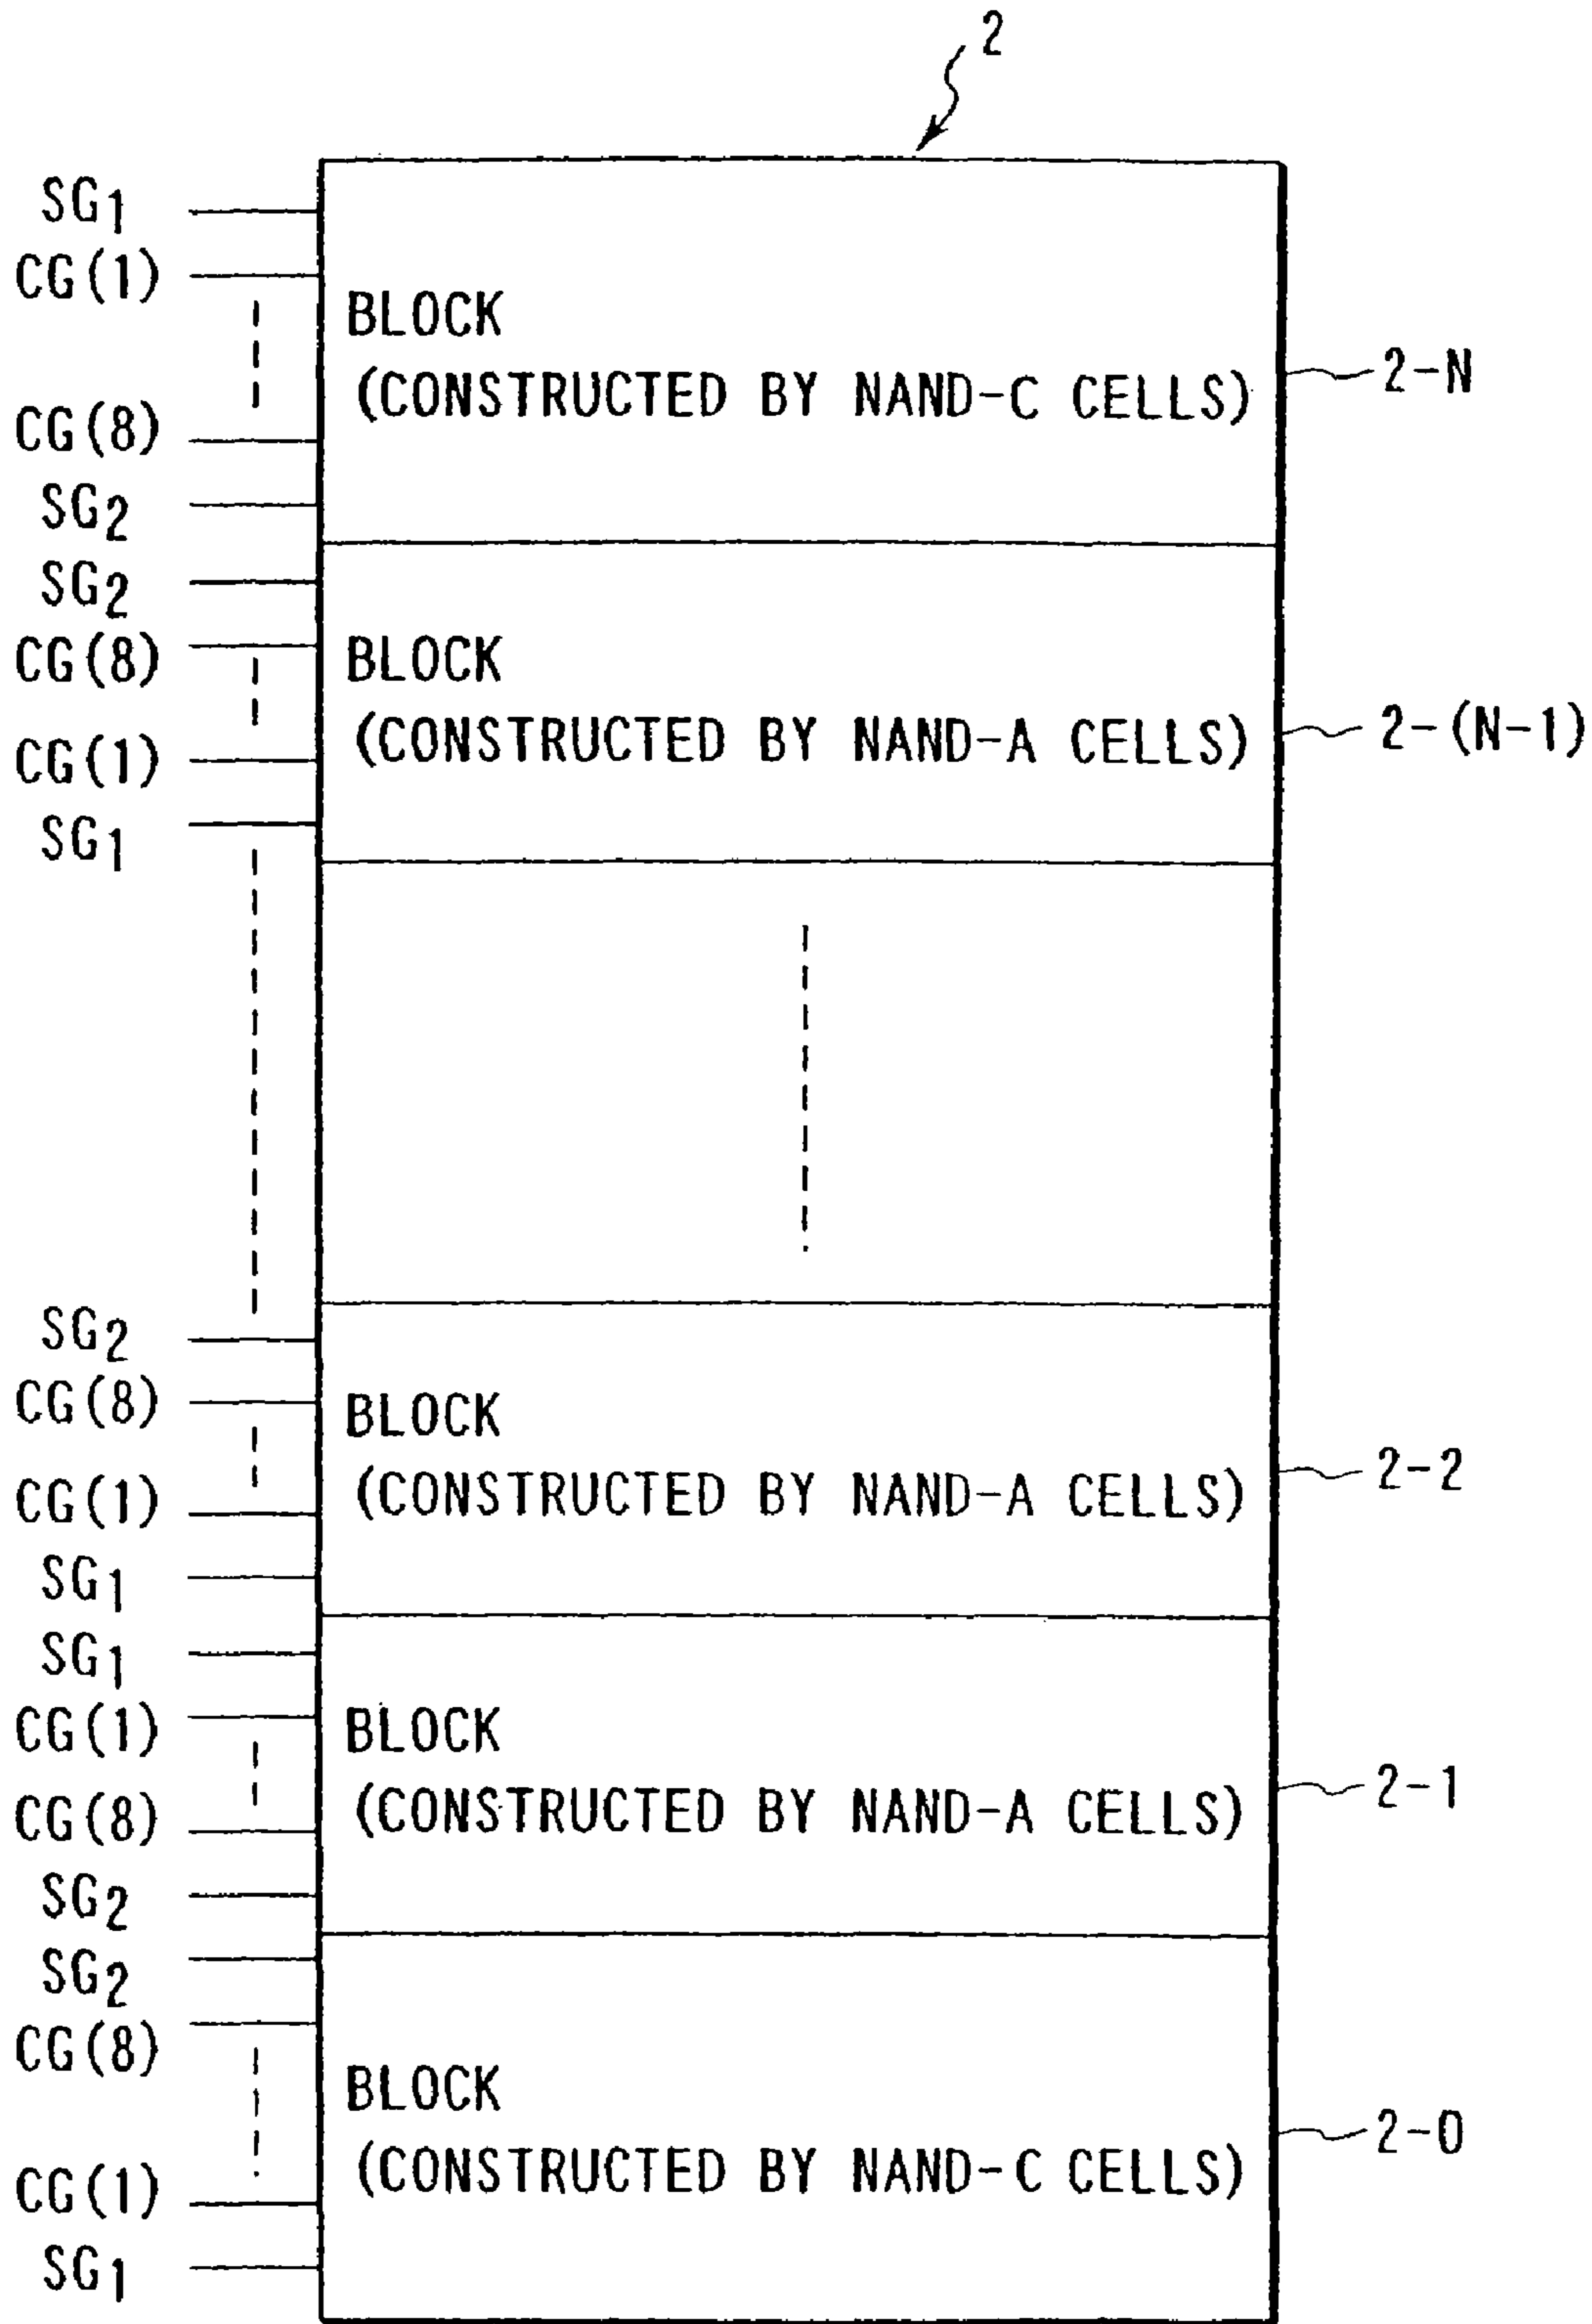 2
SG1
CG(1)
BLOCK
(CONSTRUCTED BY NAND-C CELLS)
2-N
CG(8)
SG2
SG2
CG(8)
BLOCK
(CONSTRUCTED BY NAND-A CELLS)
2-(N-1)
CG(1)
SG1
SG2
CG(8)
BLOCK
(CONSTRUCTED BY NAND-A CELLS)
2-2
CG(1)
SG1
SG1
CG(1)
BLOCK
(CONSTRUCTED BY NAND-A CELLS)
2-1
CG(8)
SG2
SG2
CG(8)
BLOCK
(CONSTRUCTED BY NAND-C CELLS)
2-0
CG(1)
SG1